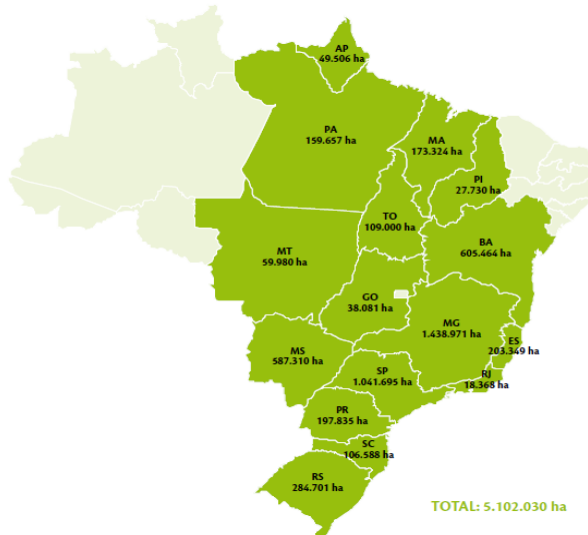 AP
49.506 ha
PA
159.657 ha
MA
173.324 ha
PI
27.730 ha
TO
109.000 ha
BA
605.464 ha
MT
59.980 ha
GO
38.081 ha
MG
1.438.971 ha
ES
203.349 ha
MS
587.310 ha
SP
1.041.695 ha
RJ
18.368 ha
PR
197.835 ha
SC
106.588 ha
RS
284.701 ha
TOTAL: 5.102.030 ha